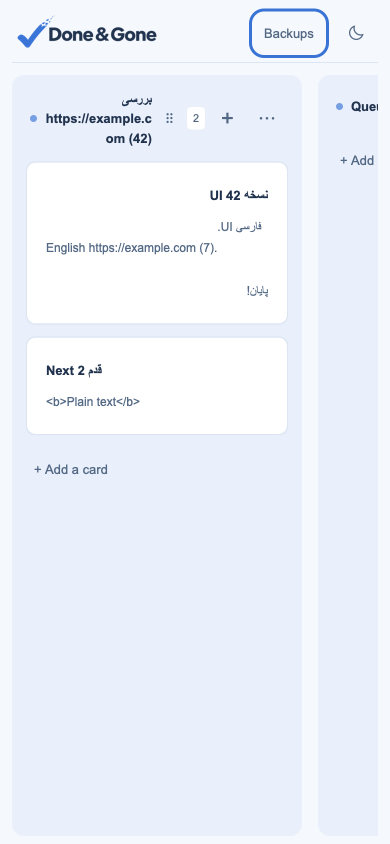 Done & Gone
Backups
بررسی
https://example.c
om (42)
2
نسخه 42 UI
فارسی UI.
English https://example.com (7).
پایان!
Next 2 قدم
<b>Plain text</b>
+ Add a card
+ Add